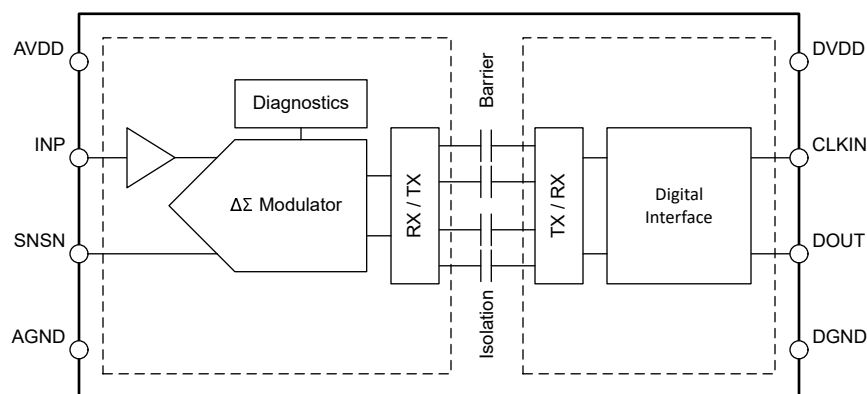 AVDD
DVDD
Barrier
Diagnostics
INP
CLKIN
ΔΣ Modulator
RX / TX
TX / RX
Digital
Interface
SNSN
DOUT
Isolation
AGND
DGND